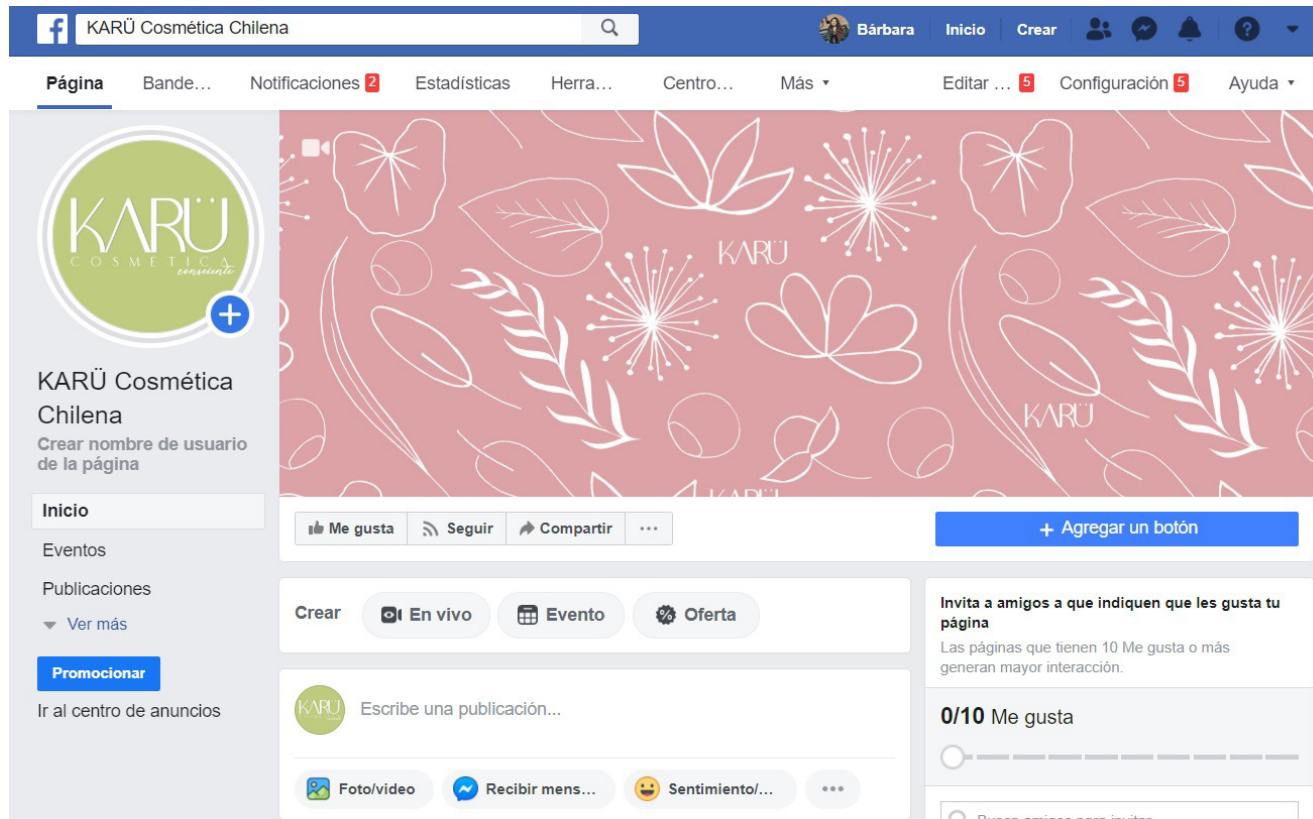 KARÜ Cosmética Chilena
Bárbara
Inicio
Crear
Página
Bande...
Notificaciones 2
Estadísticas
Herra...
Centro...
Más
Editar ... 5
Configuración 5
Ayuda
KARÜ
COSMÉTICA
consciente
KARÜ Cosmética
Chilena
Crear nombre de usuario
de la página
Inicio
Eventos
Publicaciones
Ver más
Promocionar
Ir al centro de anuncios
KARÜ
KARÜ
KARÜ
Me gusta
Seguir
Compartir
...
+ Agregar un botón
Crear
En vivo
Evento
Oferta
KARÜ
Escribe una publicación...
Foto/video
Recibir mens...
Sentimiento/...
...
Invita a amigos a que indiquen que les gusta tu
página
Las páginas que tienen 10 Me gusta o más
generan mayor interacción.
0/10 Me gusta